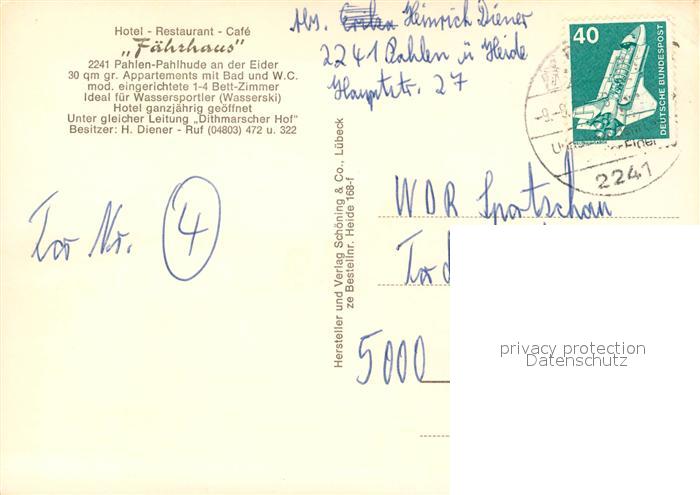 Hotel - Restaurant - Café
„Fährhaus"
2241 Pahlen-Pahlhude an der Eider
30 qm gr. Appartements mit Bad und W.C.
mod. eingerichtete 1-4 Bett-Zimmer
Ideal für Wassersportler (Wasserski)
Hotel ganzjährig geöffnet
Unter gleicher Leitung „Dithmarscher Hof"
Besitzer: H. Diener - Ruf (04803) 472 u. 322
Abs. Heinrich Diener
2241 Pahlen ü Heide
Hauptstr. 27
40
DEUTSCHE BUNDESPOST
2241
Hersteller und Verlag Schöning & Co., Lübeck
ze Bestellnr. Heide 168-f
Tor Nr. 4
WDR Sportschau
Tor d
5000
privacy protection
Datenschutz